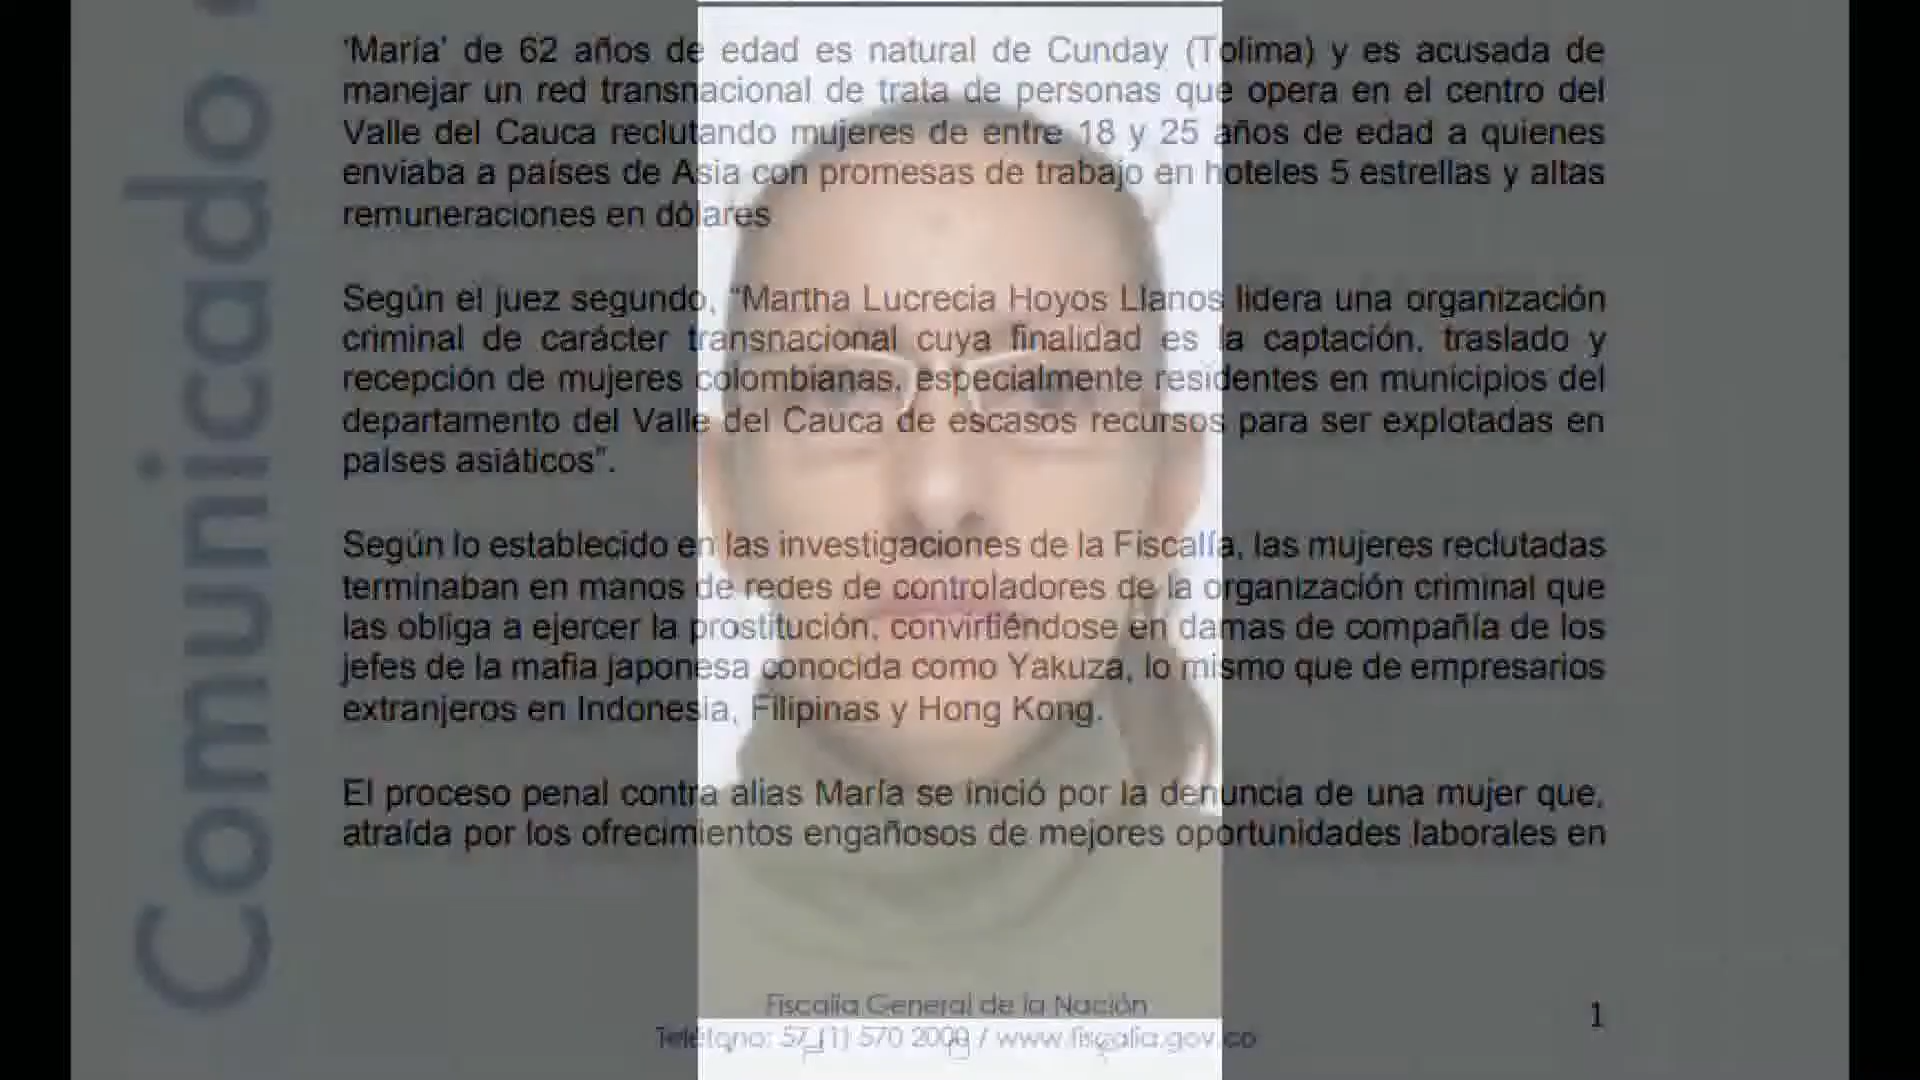 Comunicado
‘María’ de 62 años de edad es natural de Cunday (Tolima) y es acusada de
manejar un red transnacional de trata de personas que opera en el centro del
Valle del Cauca reclutando mujeres de entre 18 y 25 años de edad a quienes
enviaba a países de Asia con promesas de trabajo en hoteles 5 estrellas y altas
remuneraciones en dólares
Según el juez segundo, “Martha Lucrecia Hoyos Llanos lidera una organización
criminal de carácter transnacional cuya finalidad es la captación, traslado y
recepción de mujeres colombianas, especialmente residentes en municipios del
departamento del Valle del Cauca de escasos recursos para ser explotadas en
países asiáticos”.
Según lo establecido en las investigaciones de la Fiscalía, las mujeres reclutadas
terminaban en manos de redes de controladores de la organización criminal que
las obliga a ejercer la prostitución, convirtiéndose en damas de compañía de los
jefes de la mafia japonesa conocida como Yakuza, lo mismo que de empresarios
extranjeros en Indonesia, Filipinas y Hong Kong.
El proceso penal contra alias María se inició por la denuncia de una mujer que,
atraída por los ofrecimientos engañosos de mejores oportunidades laborales en
Fiscalía General de la Nación
1
Teléfono: 57 (1) 570 2000 / www.fiscalia.gov.co